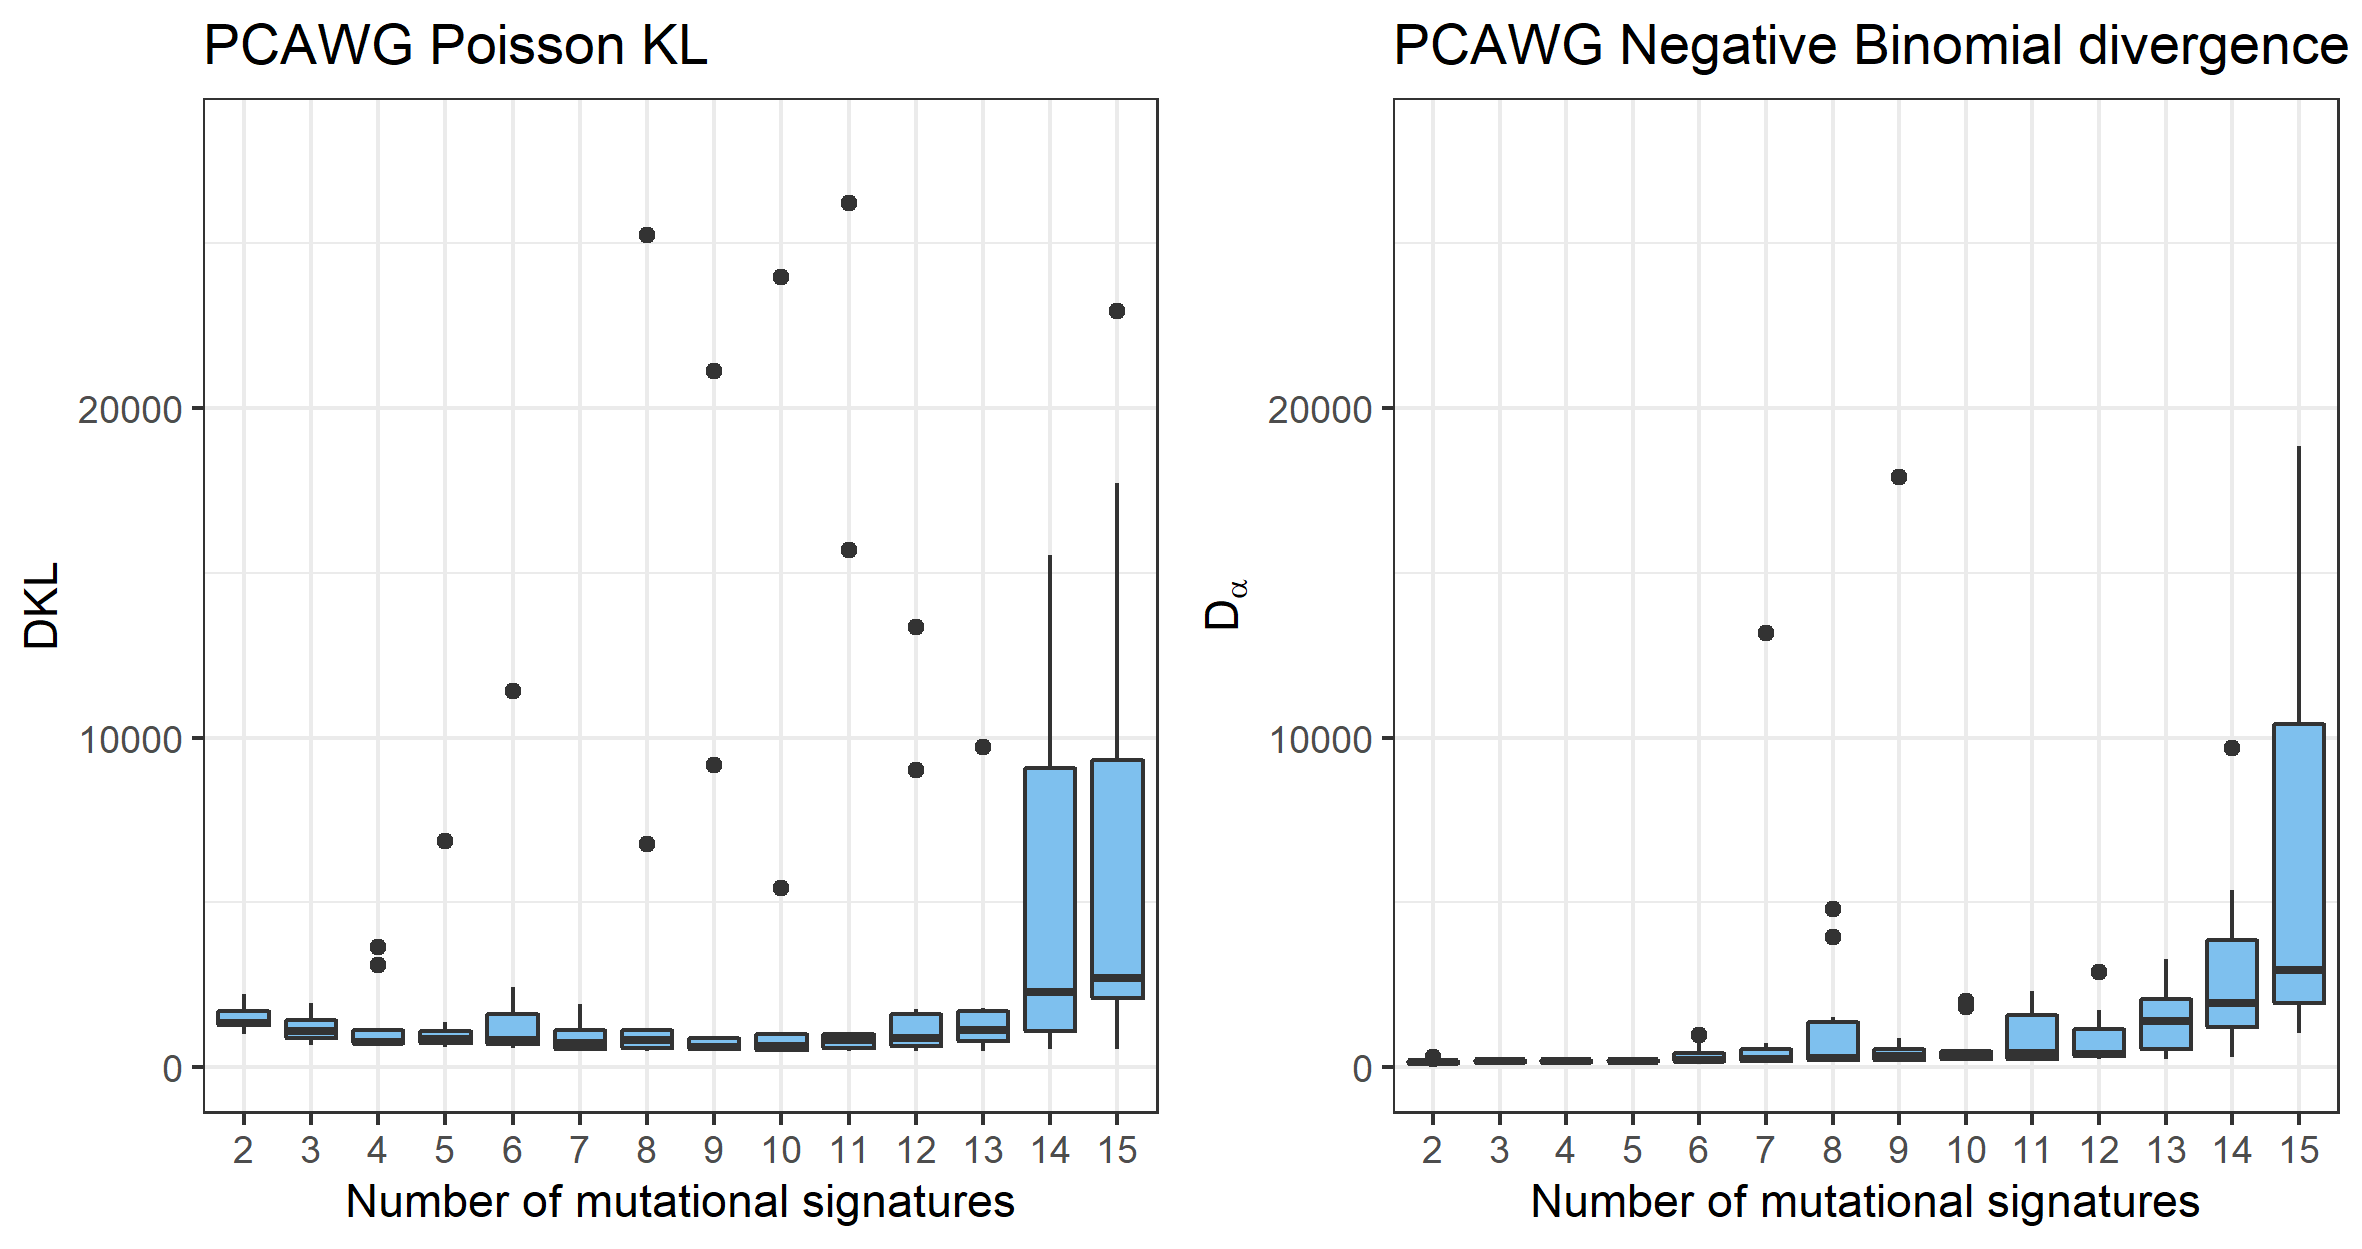 PCAWG Poisson KL
DKL
20000
10000
0
2 3 4 5 6 7 8 9 10 11 12 13 14 15
Number of mutational signatures
PCAWG Negative Binomial divergence
Dα
20000
10000
0
2 3 4 5 6 7 8 9 10 11 12 13 14 15
Number of mutational signatures